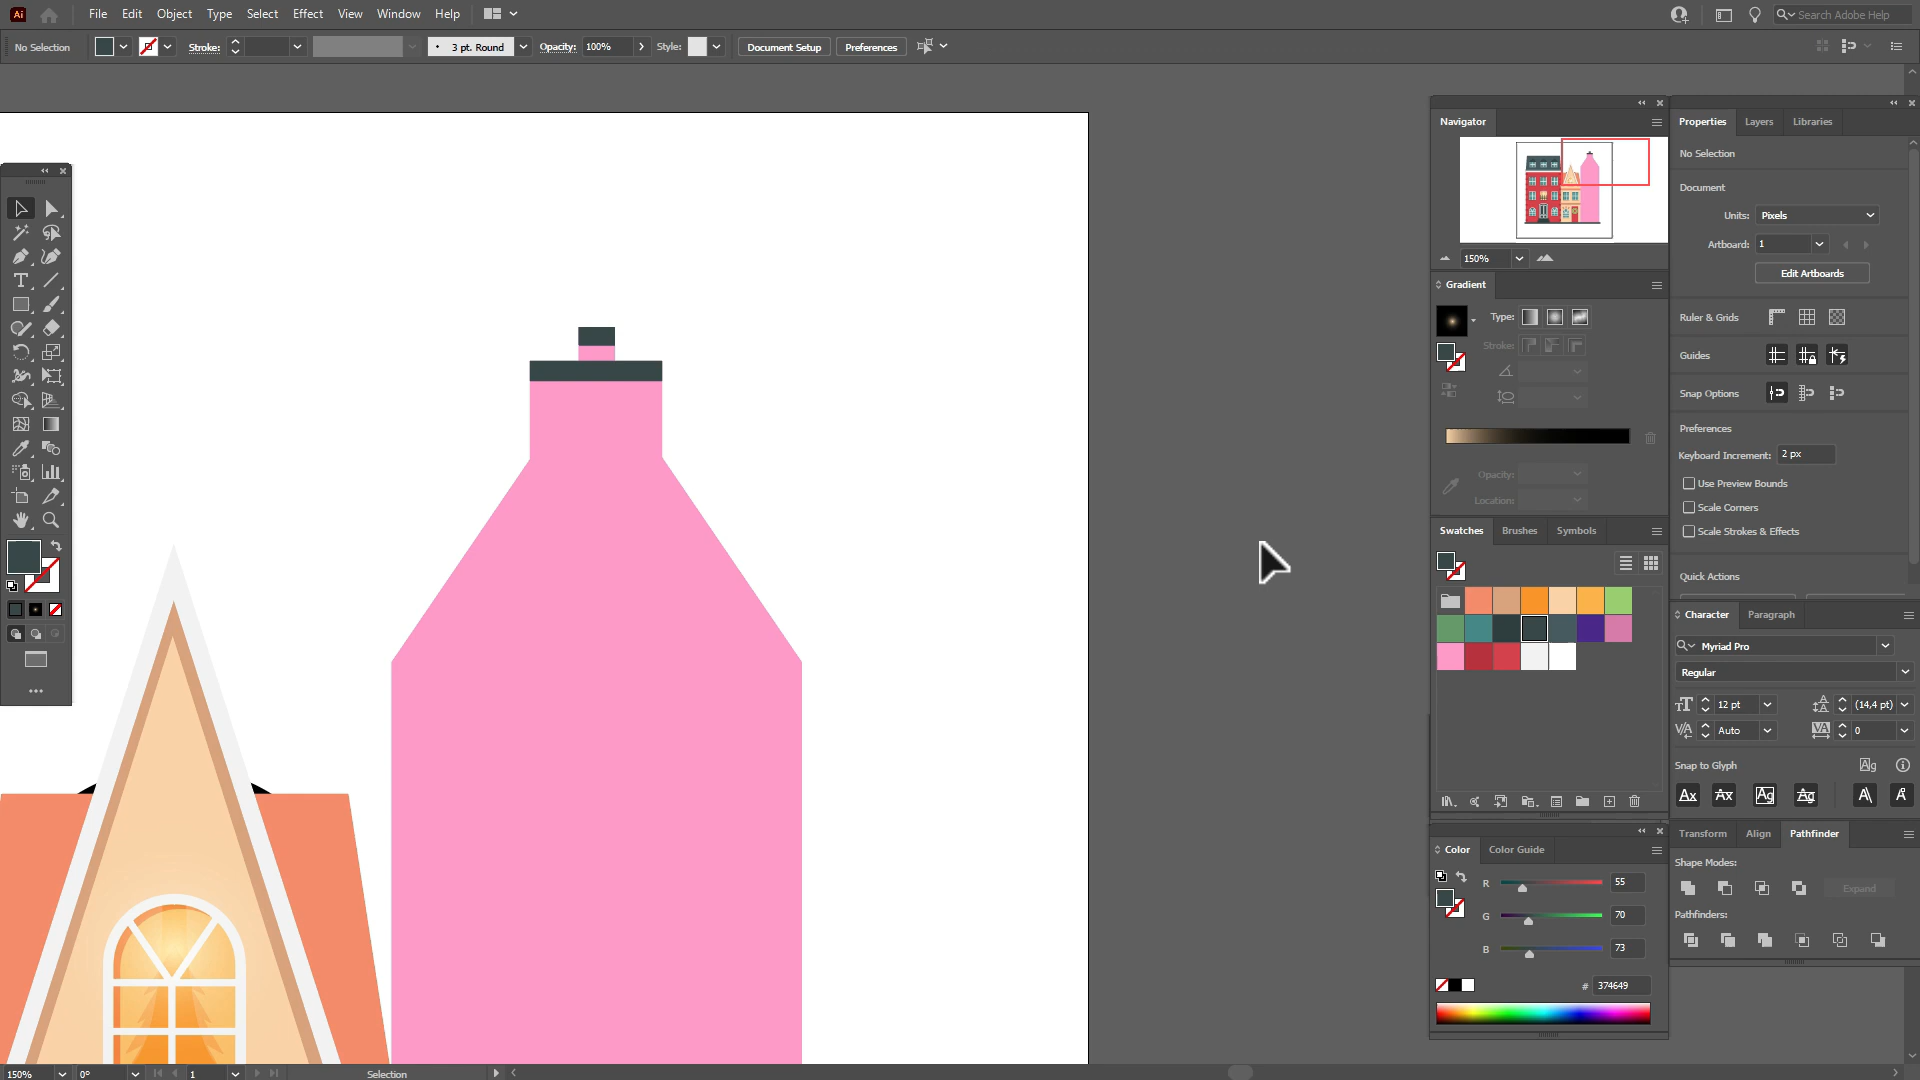 Ai File Edit Object Type Select Effect View Window Help Search Adobe Help
No Selection Stroke: 3 pt. Round Opacity: 100% Style: Document Setup Preferences
Navigator
150%
Gradient
Type:
Stroke:
Opacity:
Location:
Swatches Brushes Symbols
Color Color Guide
R 55
G 70
B 73
# 374649
Properties Layers Libraries
No Selection
Document
Units: Pixels
Artboard: 1
Edit Artboards
Ruler & Grids
Guides
Snap Options
Preferences
Keyboard Increment: 2 px
Use Preview Bounds
Scale Corners
Scale Strokes & Effects
Quick Actions
Character Paragraph
Myriad Pro
Regular
12 pt (14,4 pt)
Auto 0
Snap to Glyph
Transform Align Pathfinder
Shape Modes:
Expand
Pathfinders:
150% 0° 1 Selection